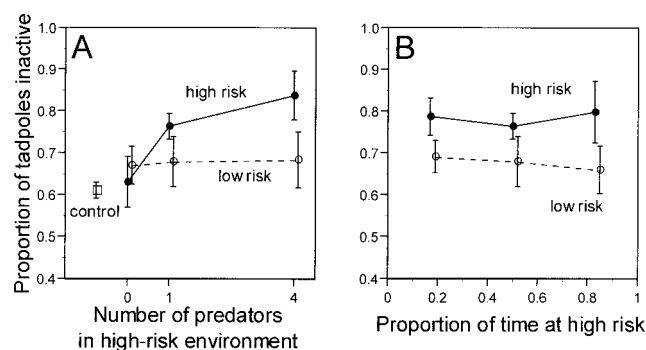 A
B
Proportion of tadpoles inactive
1.0
0.9
0.8
0.7
0.6
0.5
0.4
high risk
low risk
control
0 1 4
Number of predators
in high-risk environment
1.0
0.9
0.8
0.7
0.6
0.5
0.4
high risk
low risk
0 0.2 0.4 0.6 0.8 1
Proportion of time at high risk